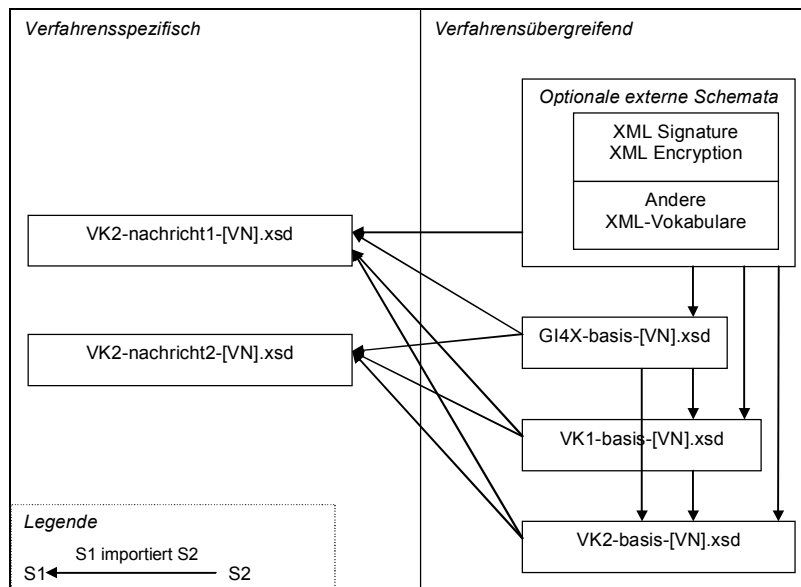 Verfahrensspezifisch
Verfahrensübergreifend
Optionale externe Schemata
XML Signature
XML Encryption
Andere
XML-Vokabulare
VK2-nachricht1-[VN].xsd
GI4X-basis-[VN].xsd
VK2-nachricht2-[VN].xsd
VK1-basis-[VN].xsd
VK2-basis-[VN].xsd
Legende
S1 importiert S2
S1 S2